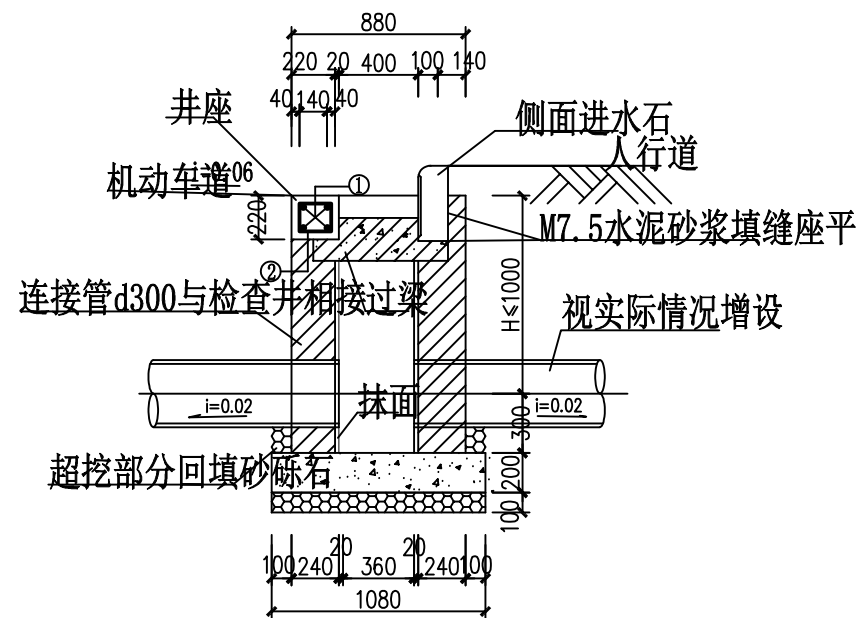 880
220 20 400 100 140
40 140 40
井座
侧面进水石
人行道
i=0.06
机动车道
①
220
M7.5水泥砂浆填缝座平
②
连接管d300与检查井相接
过梁
H≤1000
视实际情况增设
抹面
i=0.02
i=0.02
300
超挖部分回填砂砾石
200
100
20 20
100 240 360 240 100
1080